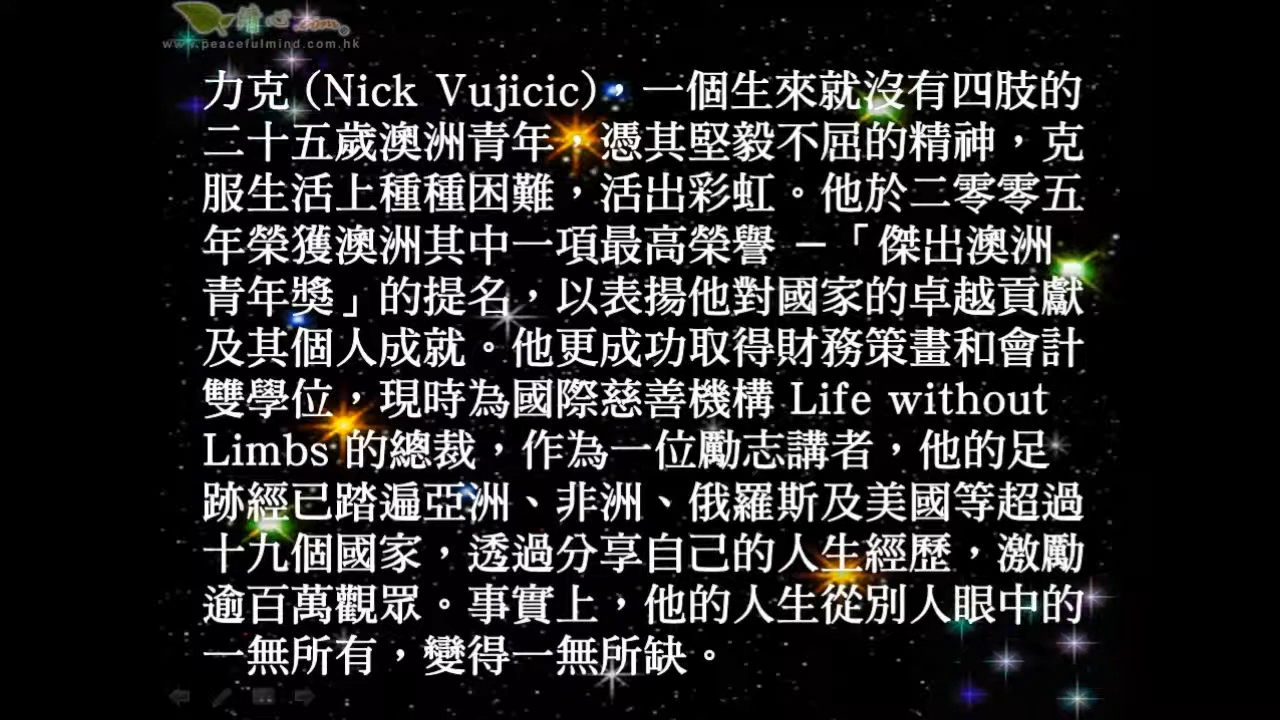 憘心.com
www.peacefulmind.com.hk
力克 (Nick Vujicic)，一個生來就沒有四肢的
二十五歲澳洲青年，憑其堅毅不屈的精神，克
服生活上種種困難，活出彩虹。他於二零零五
年榮獲澳洲其中一項最高榮譽 –「傑出澳洲
青年獎」的提名，以表揚他對國家的卓越貢獻
及其個人成就。他更成功取得財務策畫和會計
雙學位，現時為國際慈善機構 Life without
Limbs 的總裁，作為一位勵志講者，他的足
跡經已踏遍亞洲、非洲、俄羅斯及美國等超過
十九個國家，透過分享自己的人生經歷，激勵
逾百萬觀眾。事實上，他的人生從別人眼中的
一無所有，變得一無所缺。